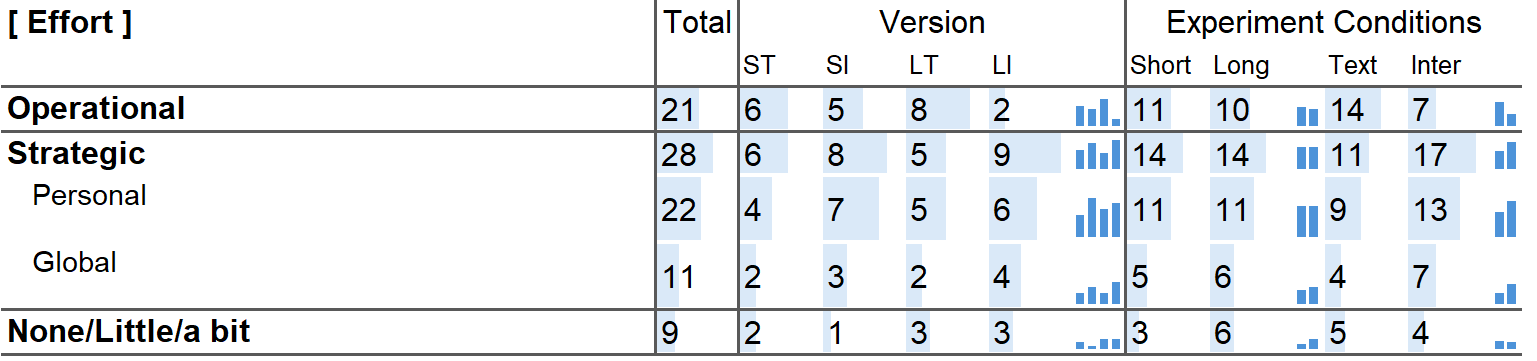 [ Effort ] Total Version Experiment Conditions
ST SI LT LI Short Long Text Inter
Operational 21 6 5 8 2 11 10 14 7
Strategic 28 6 8 5 9 14 14 11 17
Personal 22 4 7 5 6 11 11 9 13
Global 11 2 3 2 4 5 6 4 7
None/Little/a bit 9 2 1 3 3 3 6 5 4